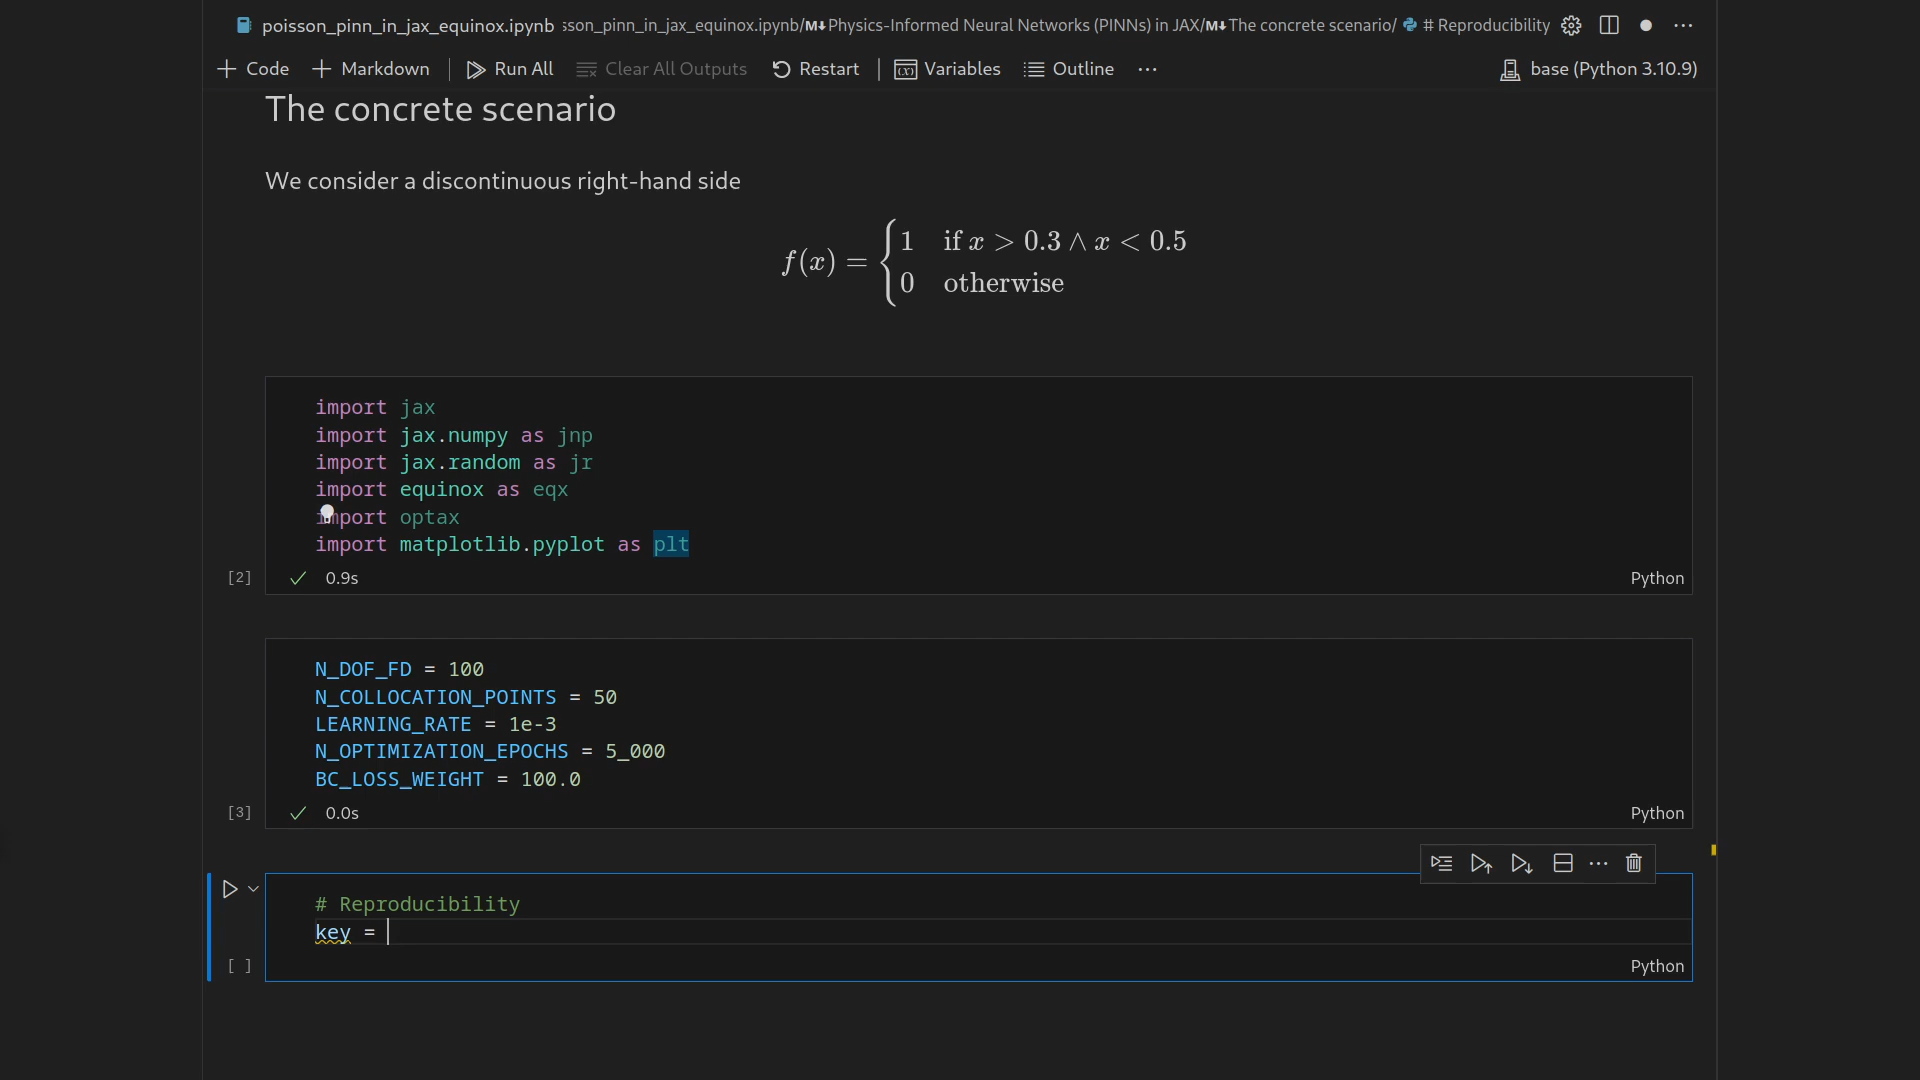 poisson_pinn_in_jax_equinox.ipynb sson_pinn_in_jax_equinox.ipynb/M↓Physics-Informed Neural Networks (PINNs) in JAX/M↓The concrete scenario/ # Reproducibility
Code Markdown Run All Clear All Outputs Restart Variables Outline ··· base (Python 3.10.9)
The concrete scenario
We consider a discontinuous right-hand side
f(x) = { 1 if x > 0.3 ∧ x < 0.5
0 otherwise
import jax
import jax.numpy as jnp
import jax.random as jr
import equinox as eqx
import optax
import matplotlib.pyplot as plt
[2] ✓ 0.9s Python
N_DOF_FD = 100
N_COLLOCATION_POINTS = 50
LEARNING_RATE = 1e-3
N_OPTIMIZATION_EPOCHS = 5_000
BC_LOSS_WEIGHT = 100.0
[3] ✓ 0.0s Python
# Reproducibility
key =
[ ] Python